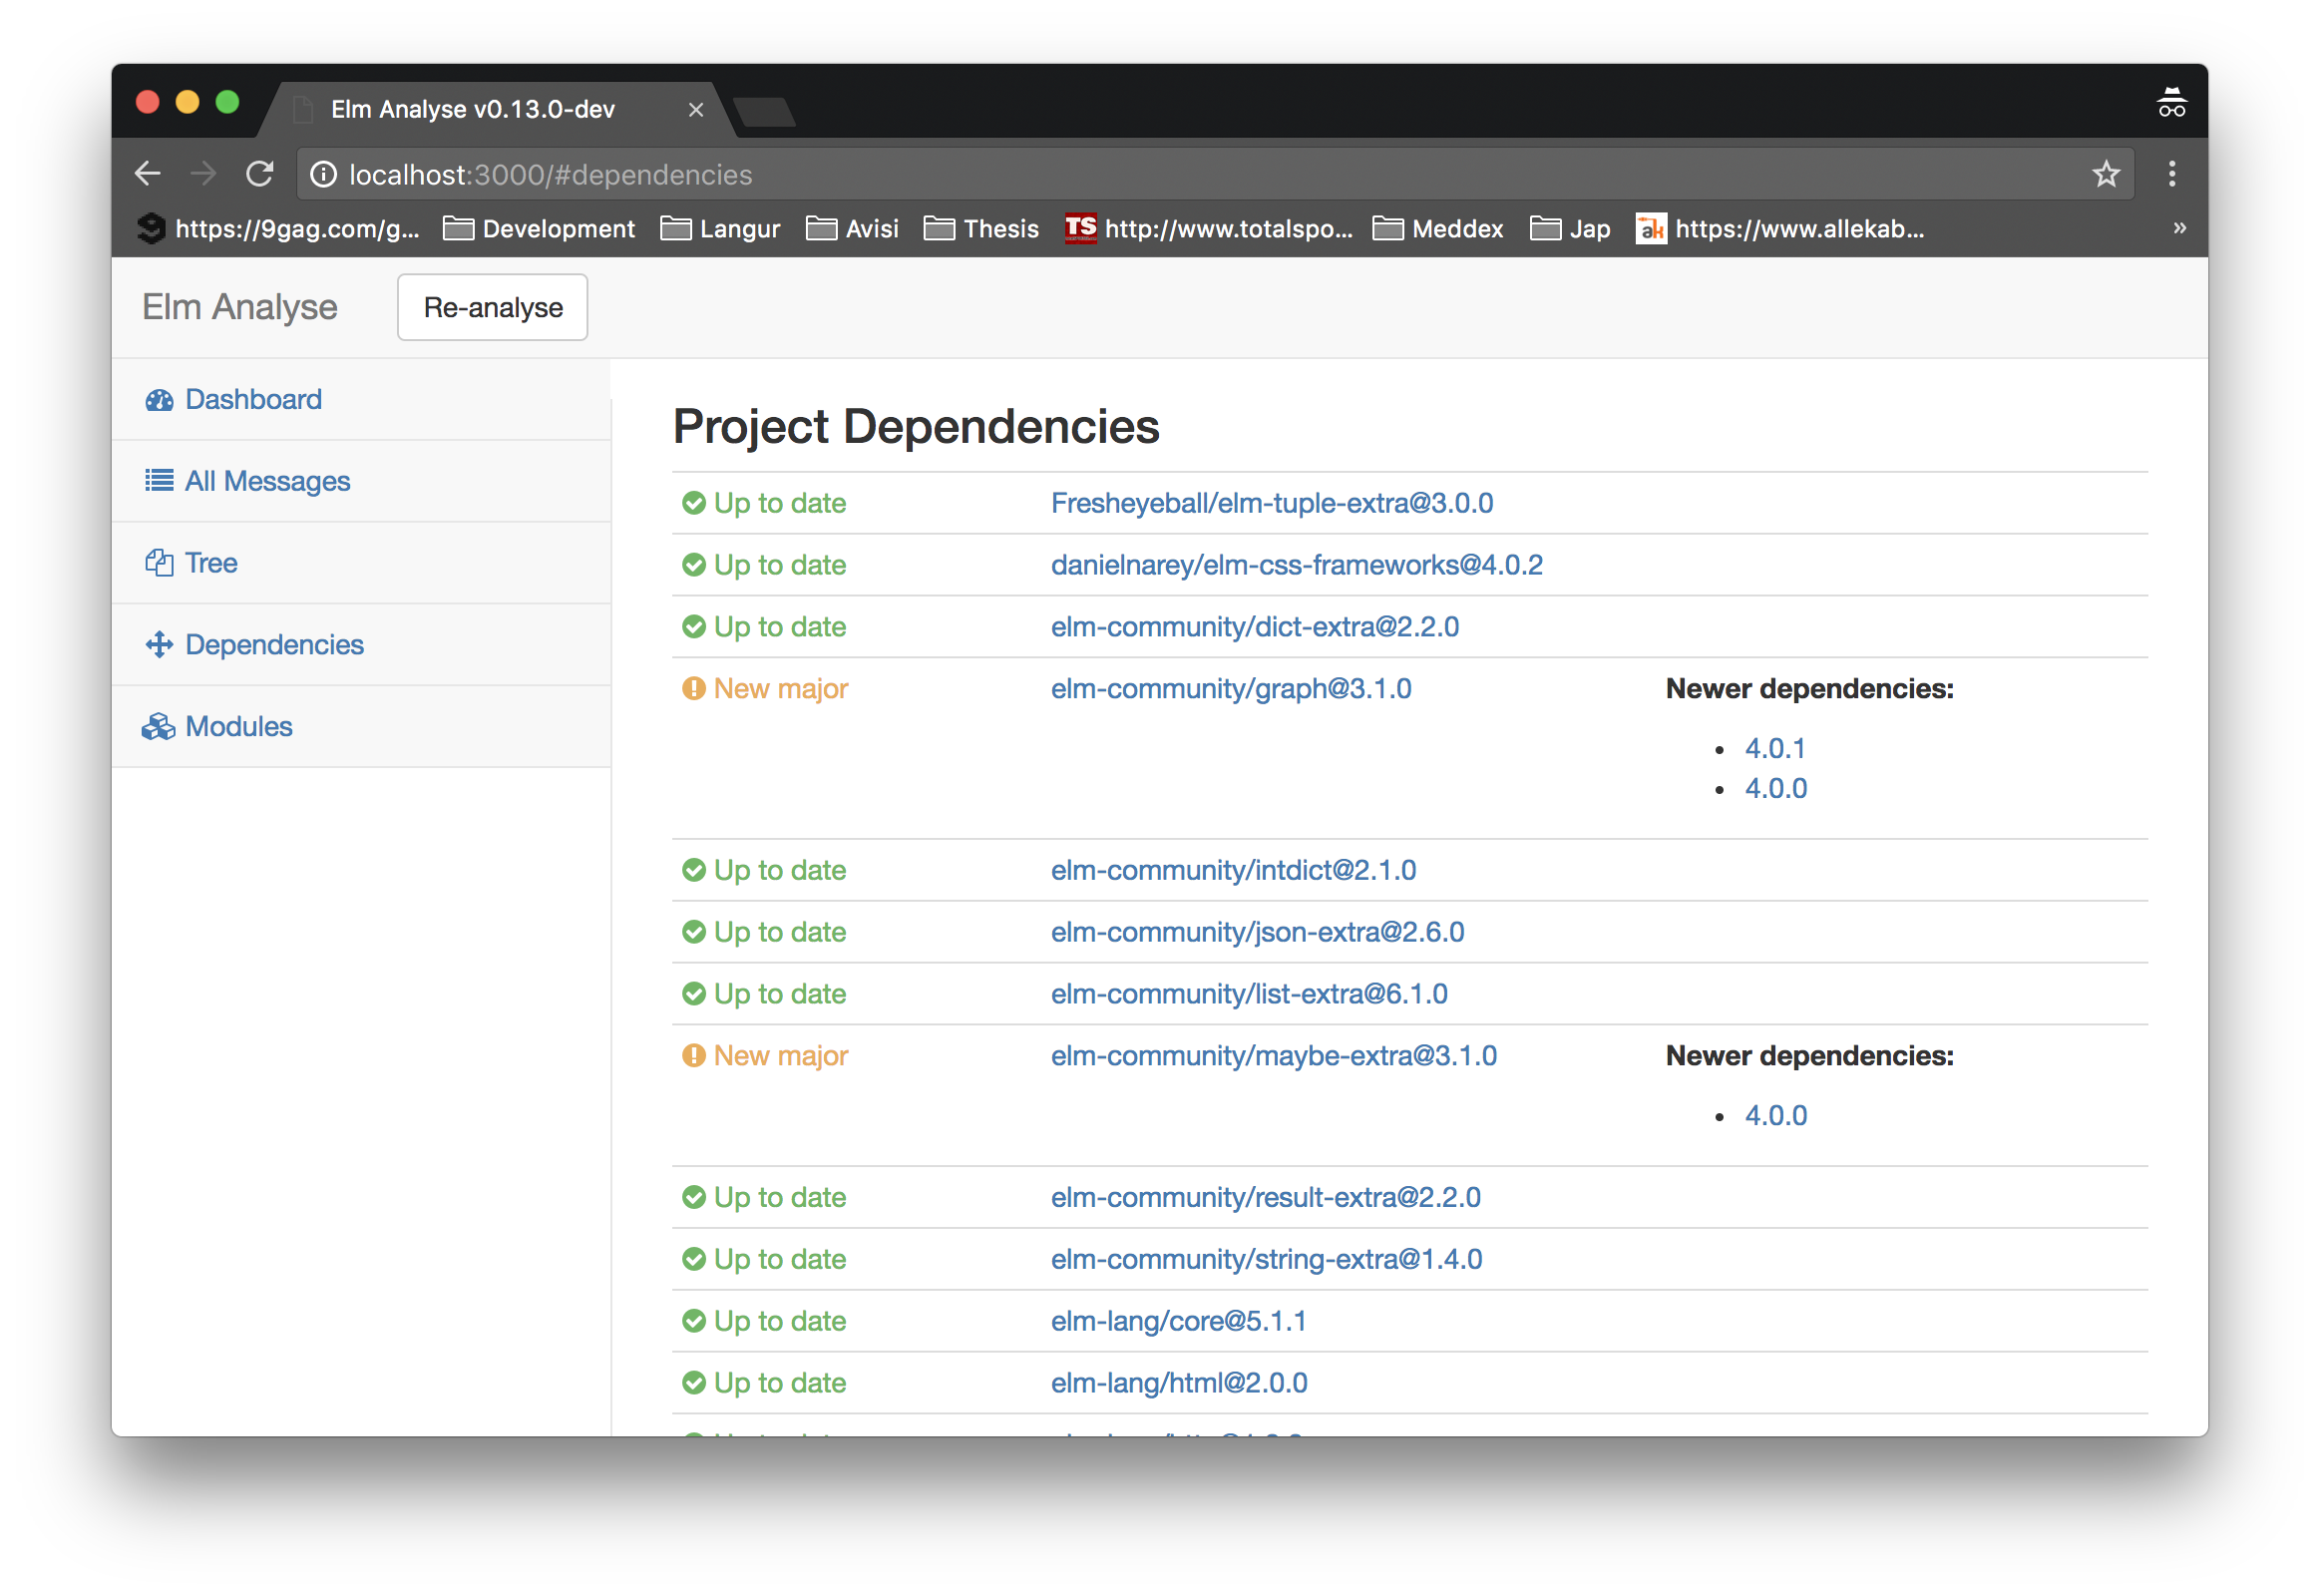 Elm Analyse v0.13.0-dev
localhost:3000/#dependencies
https://9gag.com/g... Development Langur Avisi Thesis TS http://www.totalspo... Meddex Jap ak https://www.allekab... »
Elm Analyse Re-analyse
Dashboard
All Messages
Tree
Dependencies
Modules
Project Dependencies
Up to date Fresheyeball/elm-tuple-extra@3.0.0
Up to date danielnarey/elm-css-frameworks@4.0.2
Up to date elm-community/dict-extra@2.2.0
New major elm-community/graph@3.1.0 Newer dependencies:
• 4.0.1
• 4.0.0
Up to date elm-community/intdict@2.1.0
Up to date elm-community/json-extra@2.6.0
Up to date elm-community/list-extra@6.1.0
New major elm-community/maybe-extra@3.1.0 Newer dependencies:
• 4.0.0
Up to date elm-community/result-extra@2.2.0
Up to date elm-community/string-extra@1.4.0
Up to date elm-lang/core@5.1.1
Up to date elm-lang/html@2.0.0